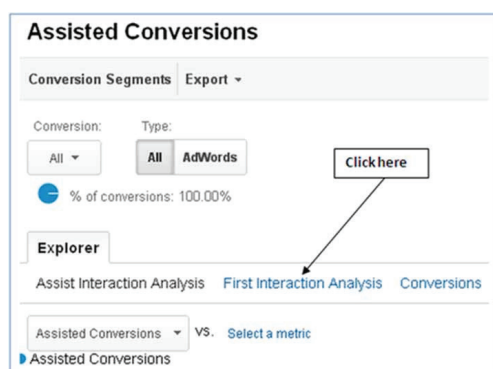 Assisted Conversions
Conversion Segments Export
Conversion: Type:
All All AdWords
Click here
% of conversions: 100.00%
Explorer
Assist Interaction Analysis First Interaction Analysis Conversions
Assisted Conversions VS. Select a metric
Assisted Conversions